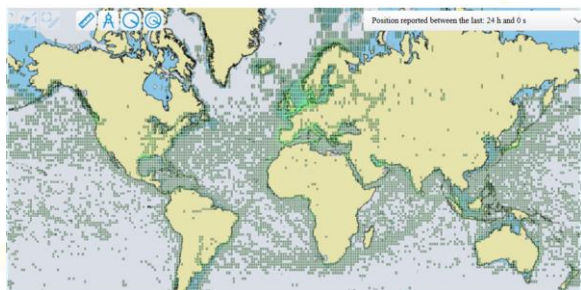 Position reported between the last: 24 h and 0 s